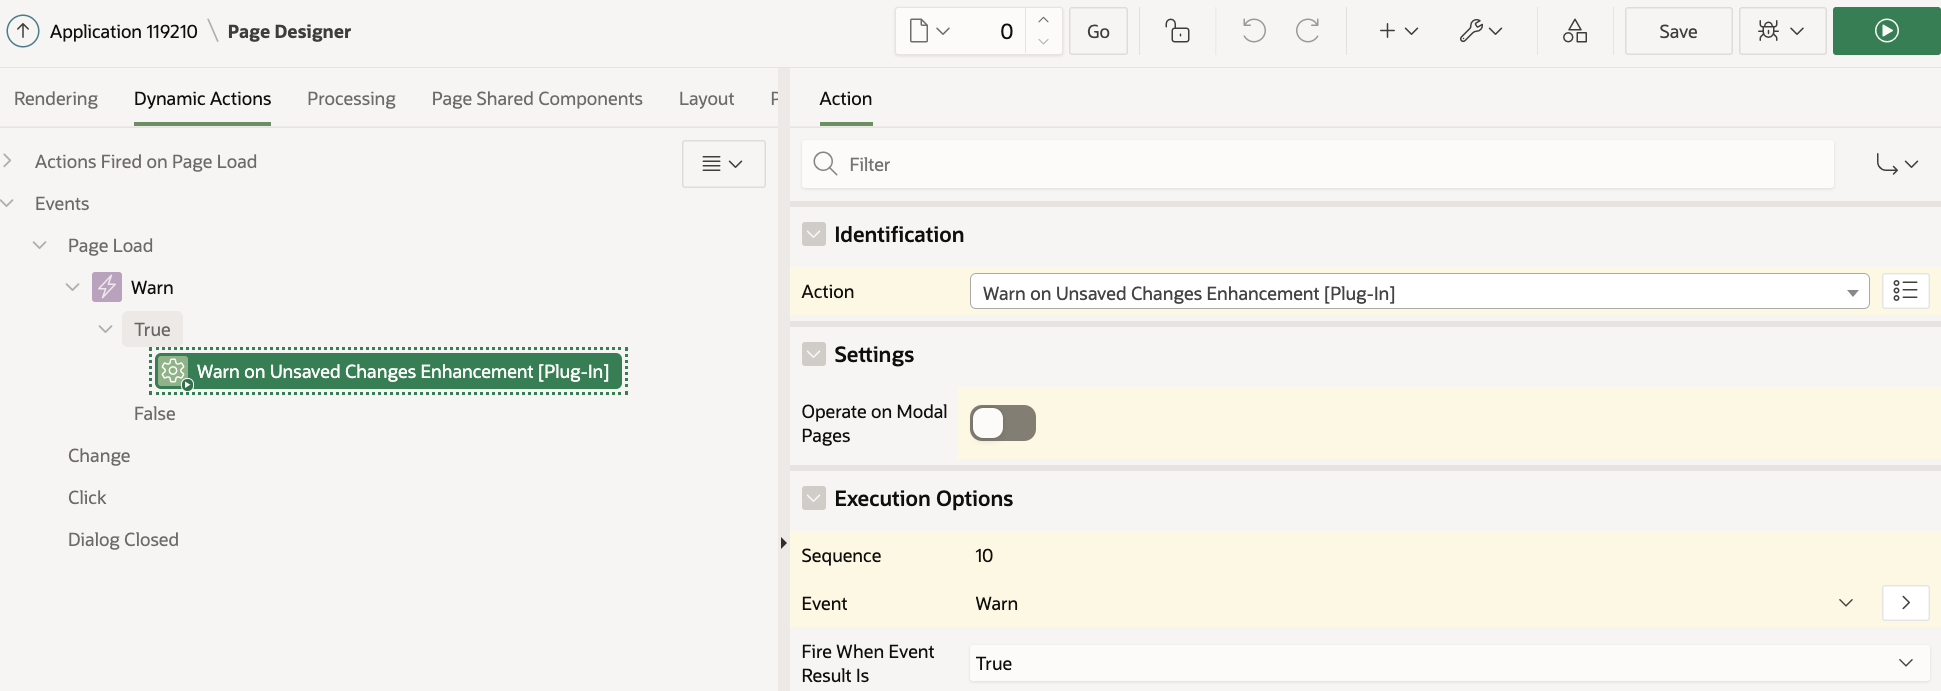 Application 119210 \ Page Designer
0
Go
Save
Rendering
Dynamic Actions
Processing
Page Shared Components
Layout
P
Actions Fired on Page Load
Events
Page Load
Warn
True
Warn on Unsaved Changes Enhancement [Plug-In]
False
Change
Click
Dialog Closed
Action
Filter
Identification
Action
Warn on Unsaved Changes Enhancement [Plug-In]
Settings
Operate on Modal
Pages
Execution Options
Sequence
10
Event
Warn
Fire When Event
Result Is
True